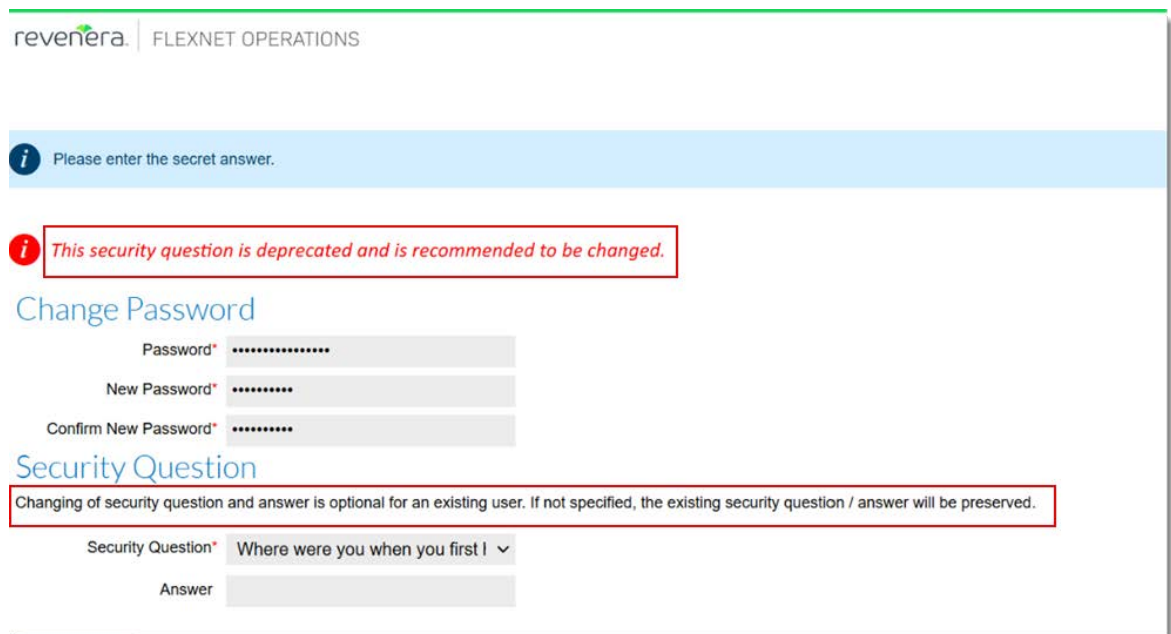 revenera. FLEXNET OPERATIONS
Please enter the secret answer.
This security question is deprecated and is recommended to be changed.
Change Password
Password* ••••••••••••••••
New Password* ••••••••••
Confirm New Password* ••••••••••
Security Question
Changing of security question and answer is optional for an existing user. If not specified, the existing security question / answer will be preserved.
Security Question* Where were you when you first
Answer